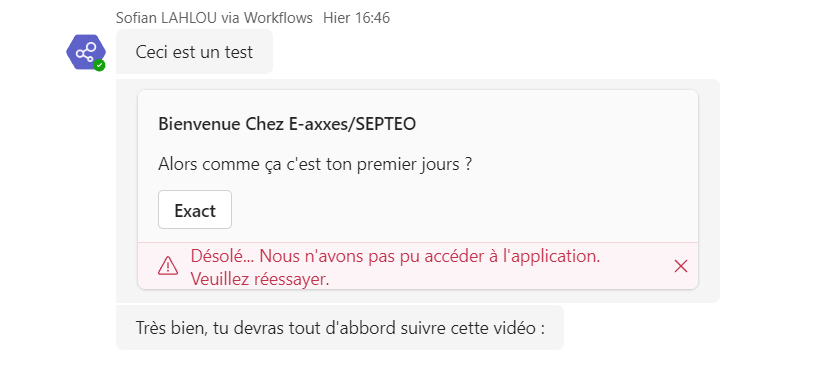 Sofian LAHLOU via Workflows Hier 16:46
Ceci est un test
Bienvenue Chez E-axxes/SEPTEO
Alors comme ça c'est ton premier jours ?
Exact
Désolé... Nous n'avons pas pu accéder à l'application.
Veuillez réessayer.
Très bien, tu devras tout d'abbord suivre cette vidéo :